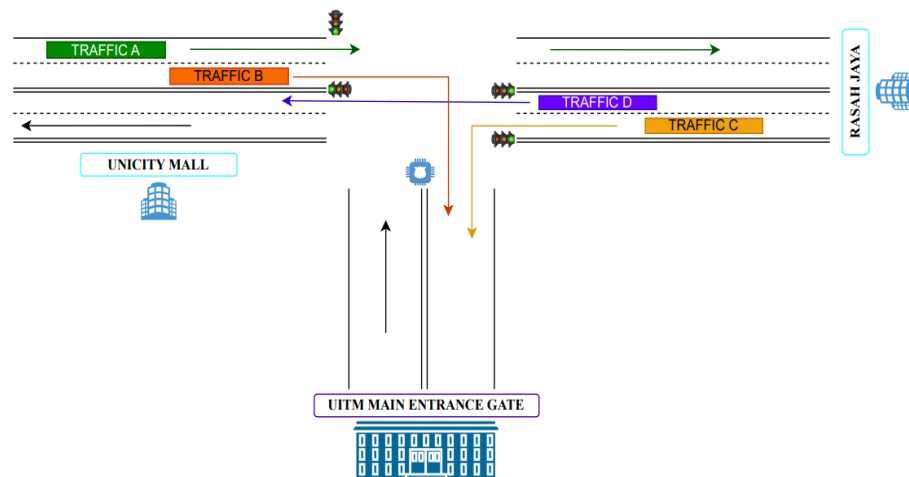 TRAFFIC A
TRAFFIC B
TRAFFIC D
TRAFFIC C
RASAH JAYA
UNICITY MALL
UITM MAIN ENTRANCE GATE